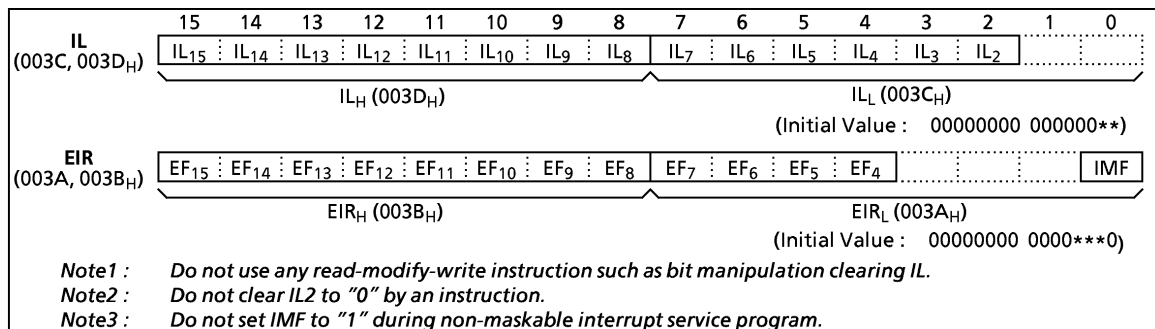 15 14 13 12 11 10 9 8 7 6 5 4 3 2 1 0
IL
(003C, 003DH)
IL15 IL14 IL13 IL12 IL11 IL10 IL9 IL8 IL7 IL6 IL5 IL4 IL3 IL2
ILH (003DH) ILL (003CH)
(Initial Value : 00000000 000000**)
EIR
(003A, 003BH)
EF15 EF14 EF13 EF12 EF11 EF10 EF9 EF8 EF7 EF6 EF5 EF4 IMF
EIRH (003BH) EIRL (003AH)
(Initial Value : 00000000 0000***0)
Note1 : Do not use any read-modify-write instruction such as bit manipulation clearing IL.
Note2 : Do not clear IL2 to "0" by an instruction.
Note3 : Do not set IMF to "1" during non-maskable interrupt service program.